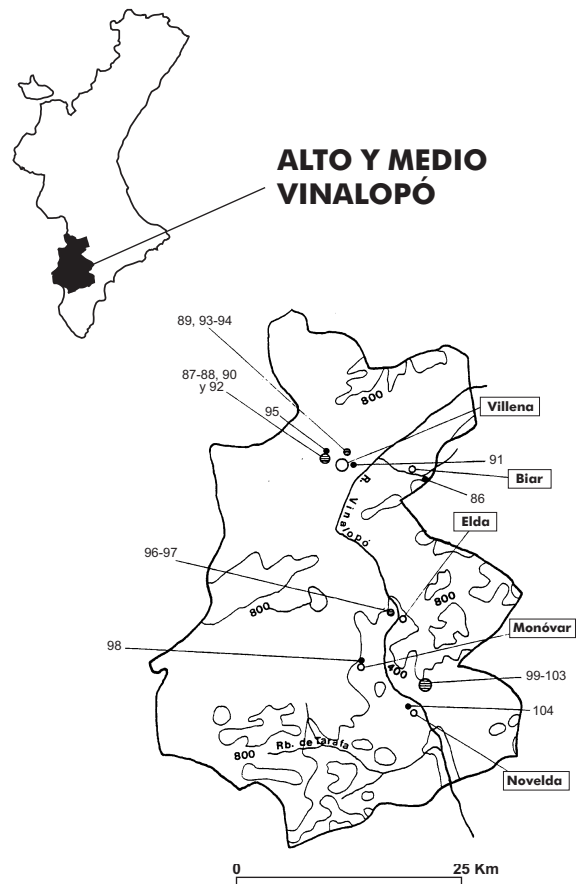 ALTO Y MEDIO
VINALOPÓ
89, 93-94
87-88, 90
y 92
95
800
Villena
91
Biar
86
R. Vinalopó
Elda
96-97
800
800
Monóvar
98
400
99-103
104
Rb. de Tarafa
800
Novelda
0
25 Km